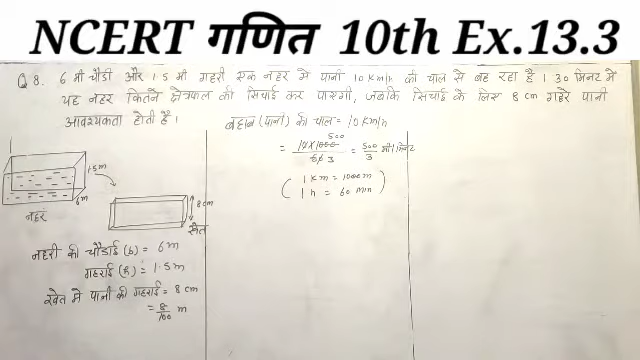 NCERT गणित 10th Ex.13.3
Q8. 6 मी चौड़ी और 1.5 मी गहरी एक नहर में पानी 10 Km/h की चाल से बह रहा है । 30 मिनट में
यह नहर कितने क्षेत्रफल की सिंचाई कर पाएगी, जबकि सिंचाई के लिए 8 cm गहरे पानी
आवश्यकता होती है।
बहाव (पानी) की चाल = 10 Km/h
= 10 x 1000 500 / 60 3 = 500/3 मी/मिनट
( 1 Km = 1000m
1 h = 60 min )
1.5m
6m
नहर
8 cm
खेत
नहरी की चौड़ाई (b) = 6m
गहराई (h) = 1.5m
खेत में पानी की गहराई = 8 cm
= 8/100 m